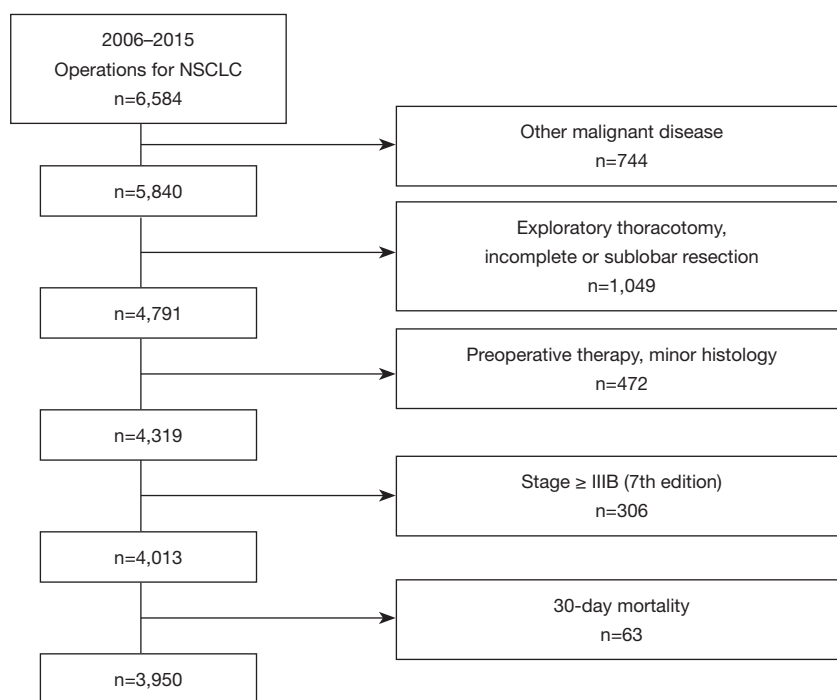 2006–2015
Operations for NSCLC
n=6,584
Other malignant disease
n=744
n=5,840
Exploratory thoracotomy,
incomplete or sublobar resection
n=1,049
n=4,791
Preoperative therapy, minor histology
n=472
n=4,319
Stage ≥ IIIB (7th edition)
n=306
n=4,013
30-day mortality
n=63
n=3,950